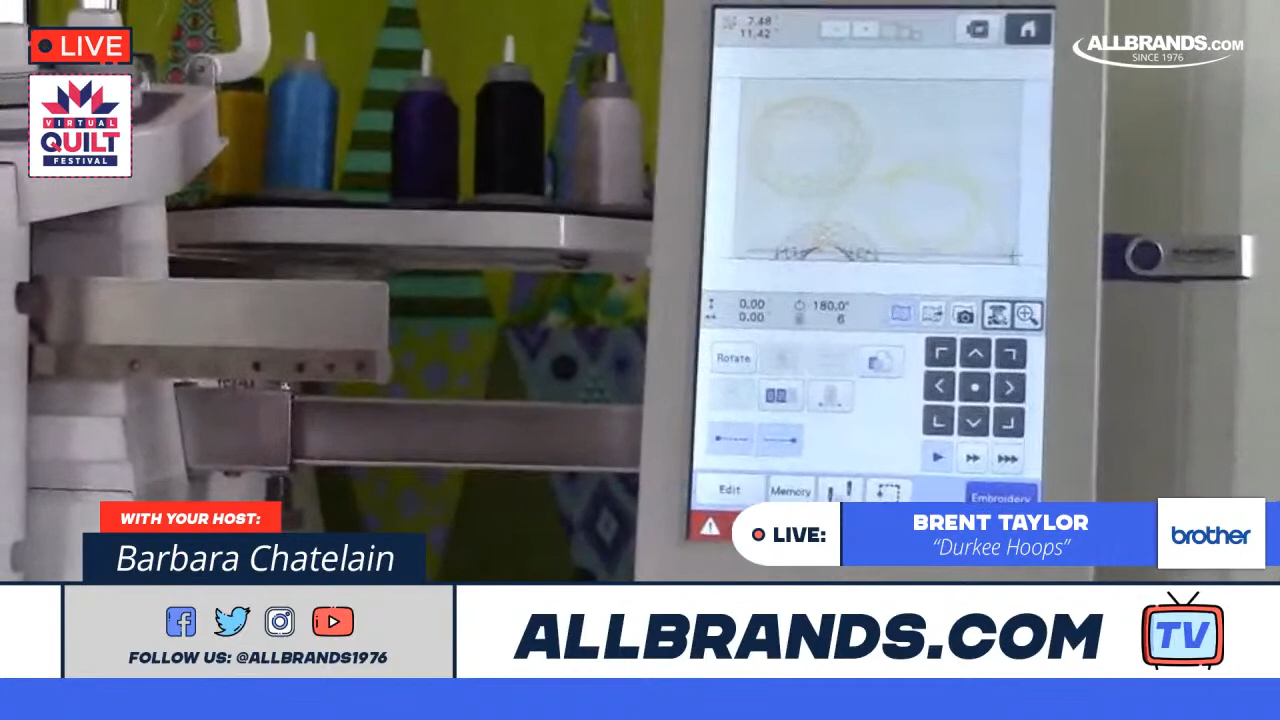 LIVE
VIRTUAL
QUILT
FESTIVAL
ALLBRANDS.COM
SINCE 1976
7.48"
11.42"
0.00
0.00
180.0°
6
Rotate
Edit
Memory
Embroidery
WITH YOUR HOST:
Barbara Chatelain
LIVE:
BRENT TAYLOR
“Durkee Hoops”
brother
FOLLOW US: @ALLBRANDS1976
ALLBRANDS.COM
TV